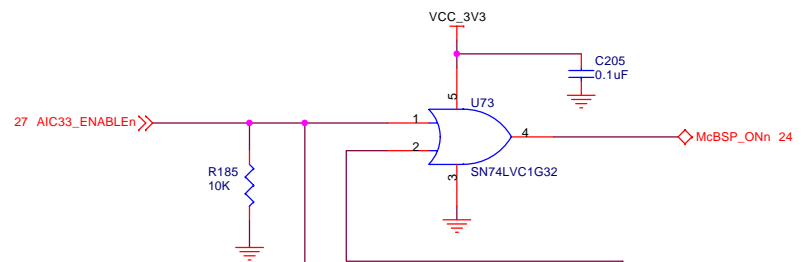 VCC_3V3
C205
0.1uF
5
U73
27 AIC33_ENABLEn
1
4
McBSP_ONn 24
2
R185
10K
SN74LVC1G32
3